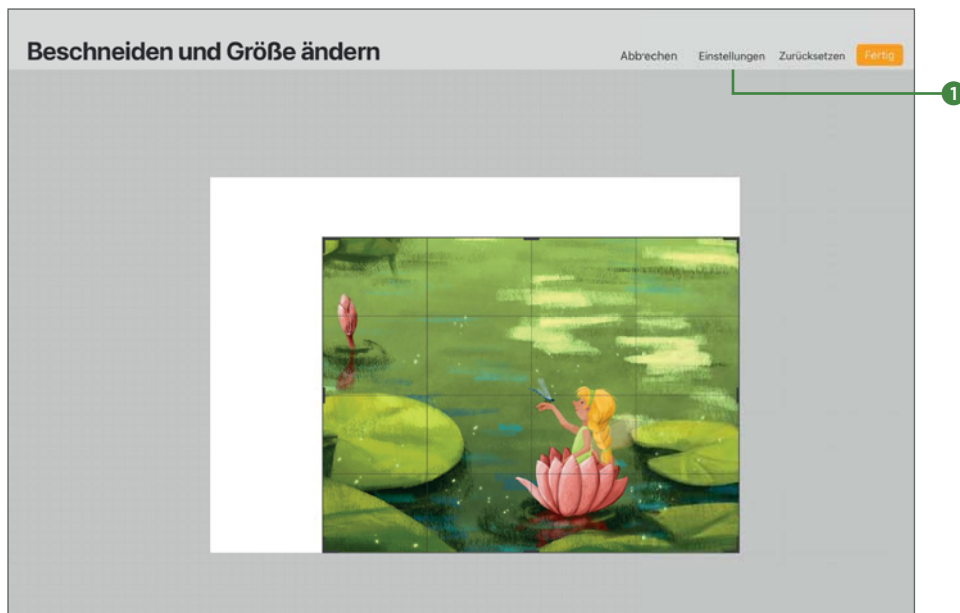 Beschneiden und Größe ändern
Abbrechen Einstellungen Zurücksetzen Fertig
1